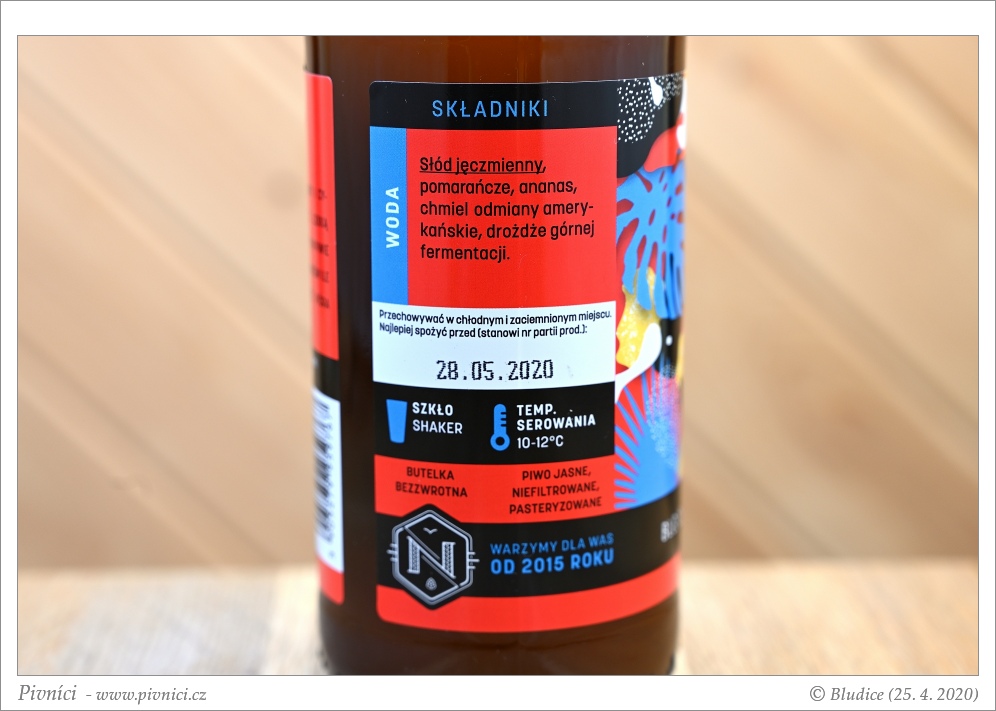 SKŁADNIKI
WODA
Słód jęczmienny,
pomarańcze, ananas,
chmiel odmiany amery-
kańskie, drożdże górnej
fermentacji.
Przechowywać w chłodnym i zaciemnionym miejscu.
Najlepiej spożyć przed (stanowi nr partii prod.):
28.05.2020
SZKŁO
SHAKER
TEMP.
SEROWANIA
10-12°C
BUTELKA
BEZZWROTNA
PIWO JASNE,
NIEFILTROWANE,
PASTERYZOWANE
N
WARZYMY DLA WAS
OD 2015 ROKU
Pivníci - www.pivnici.cz
© Bludice (25. 4. 2020)